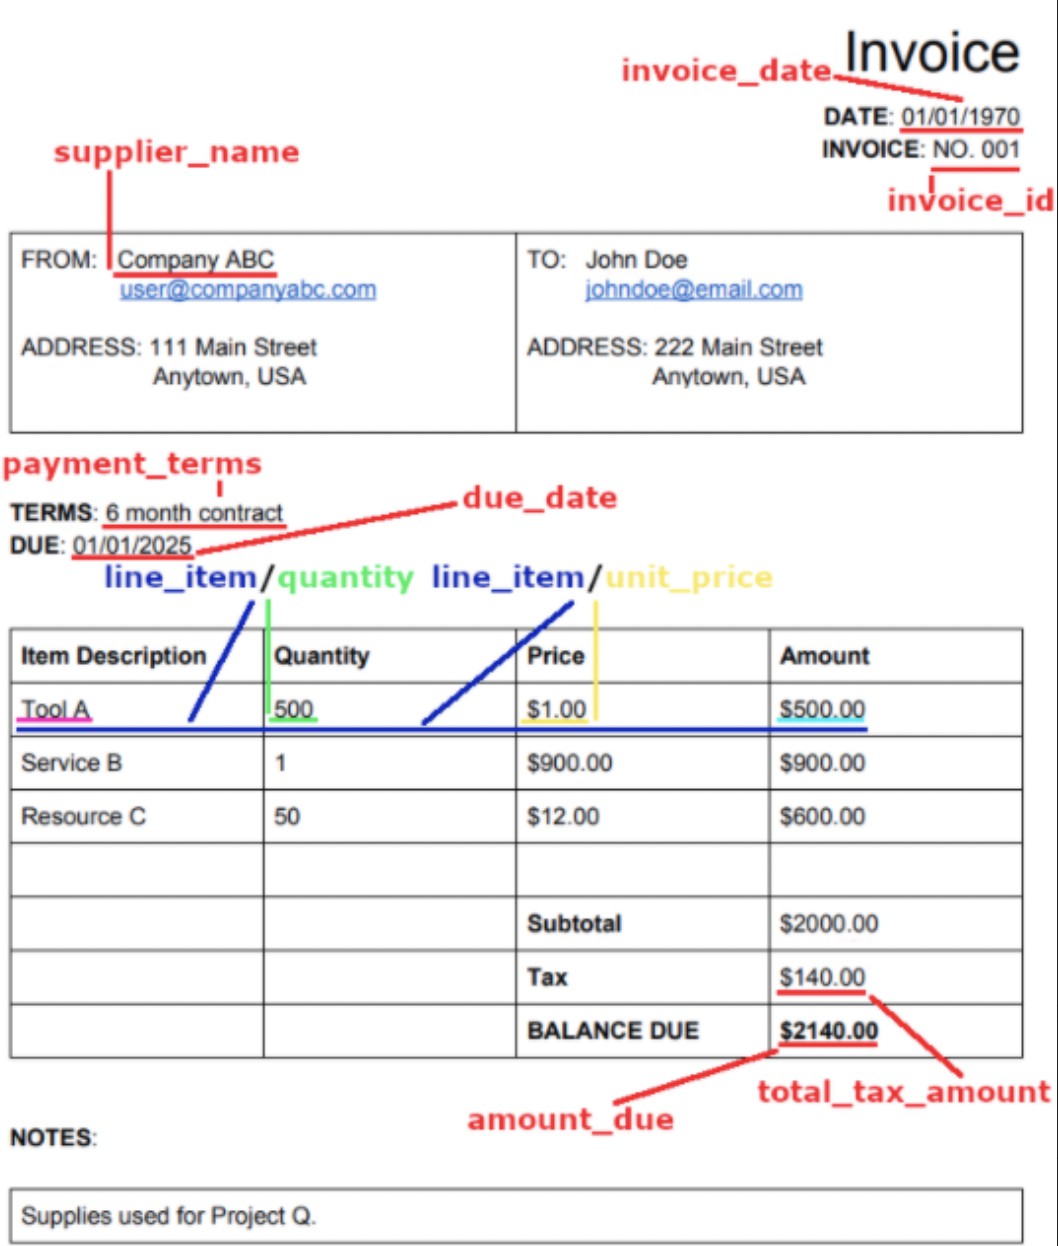 Invoice
invoice_date
DATE: 01/01/1970
INVOICE: NO. 001
supplier_name
invoice_id
FROM: Company ABC
user@companyabc.com
ADDRESS: 111 Main Street
Anytown, USA
TO: John Doe
johndoe@email.com
ADDRESS: 222 Main Street
Anytown, USA
payment_terms
TERMS: 6 month contract
due_date
DUE: 01/01/2025
line_item/quantity line_item/unit_price
Item Description Quantity Price Amount
Tool A 500 $1.00 $500.00
Service B 1 $900.00 $900.00
Resource C 50 $12.00 $600.00
Subtotal $2000.00
Tax $140.00
BALANCE DUE $2140.00
total_tax_amount
amount_due
NOTES:
Supplies used for Project Q.